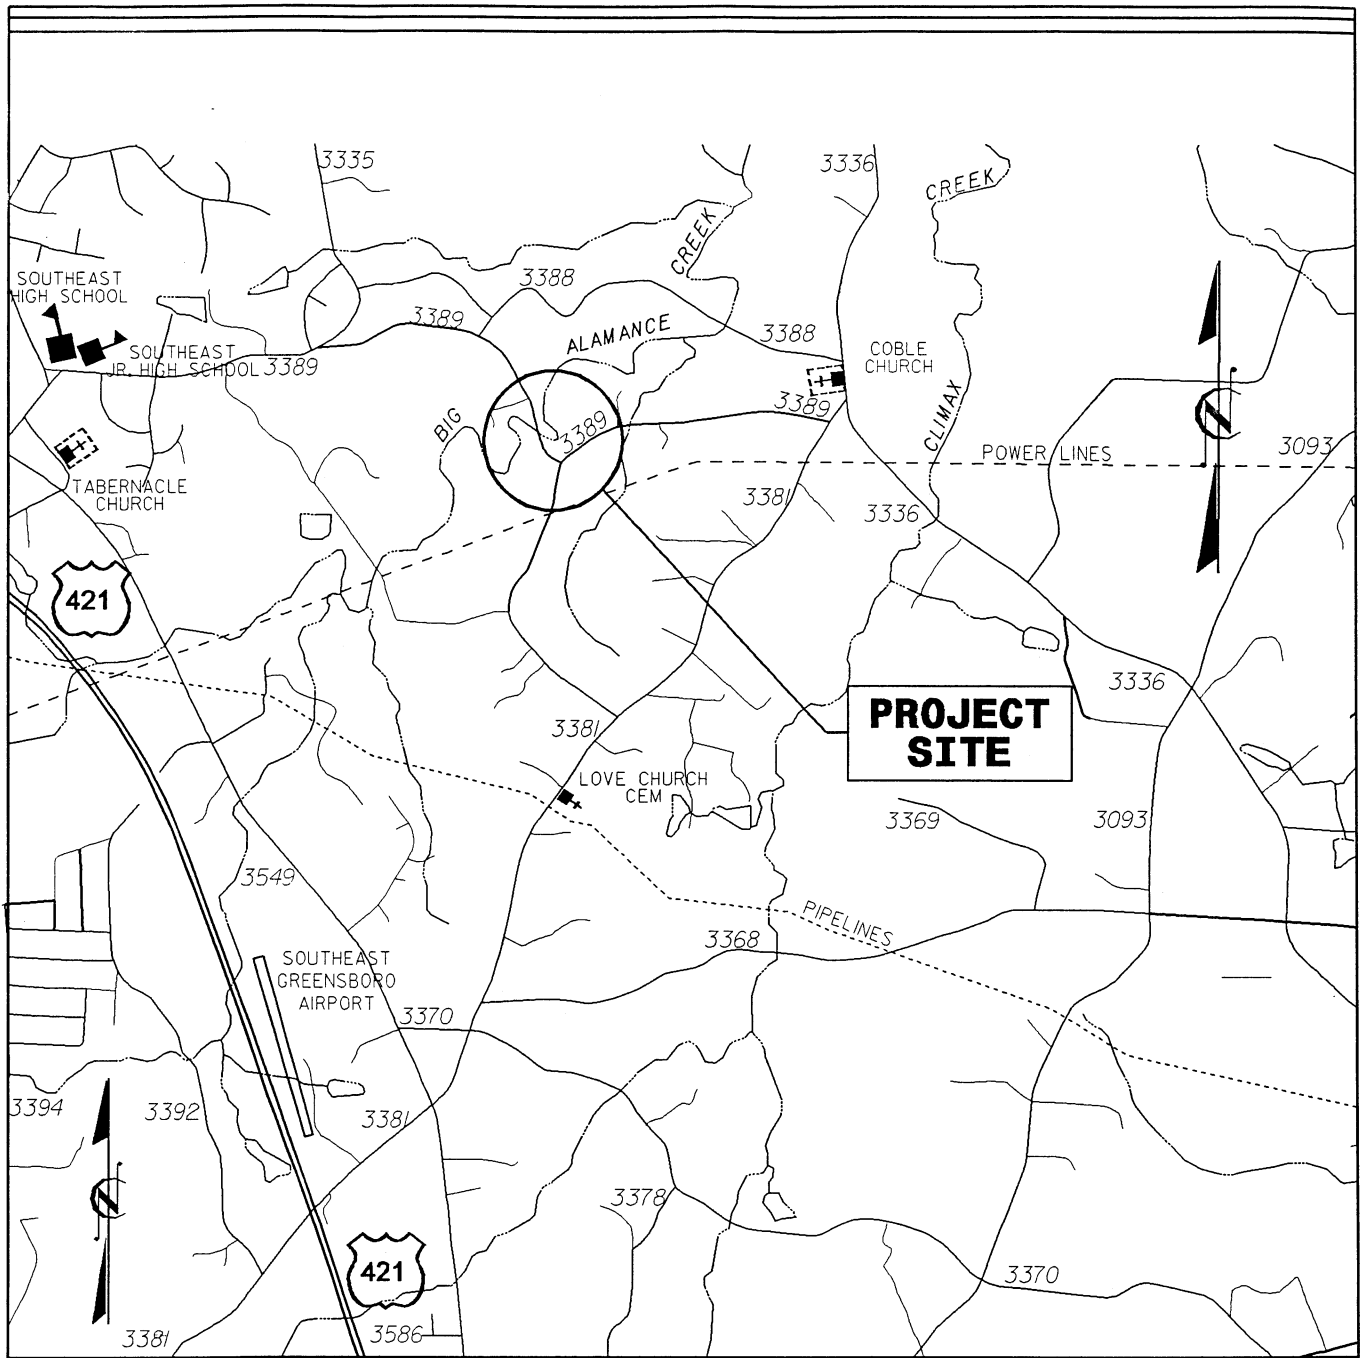 3335
3336
CREEK
CREEK
SOUTHEAST
HIGH SCHOOL
3388
3389
ALAMANCE
3388
SOUTHEAST
JR. HIGH SCHOOL
3389
COBLE
CHURCH
3389
BIG
3389
CLIMAX
POWER LINES
3093
TABERNACLE
CHURCH
3381
3336
421
N
3336
PROJECT
SITE
3381
LOVE CHURCH
CEM
3369
3093
3549
PIPELINES
3368
SOUTHEAST
GREENSBORO
AIRPORT
3370
3394
3392
3381
N
3378
421
3370
3381
3586